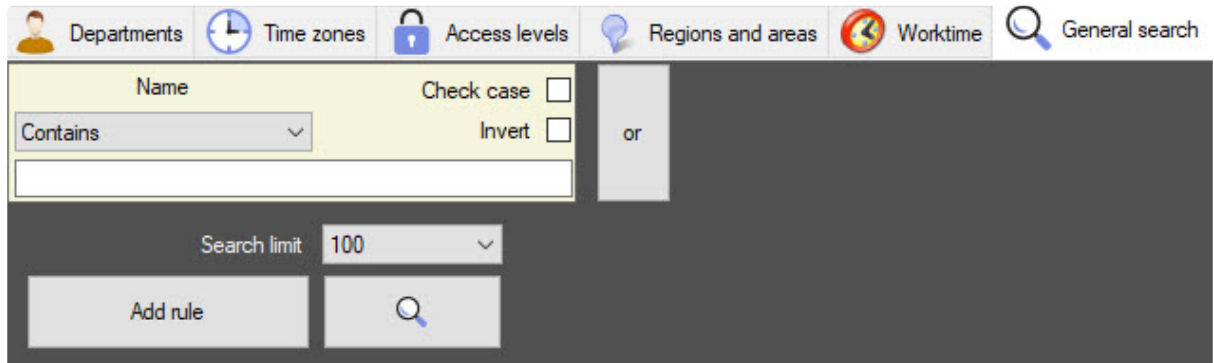 Departments Time zones Access levels Regions and areas Worktime General search
Name Check case
Contains Invert or
Search limit 100
Add rule